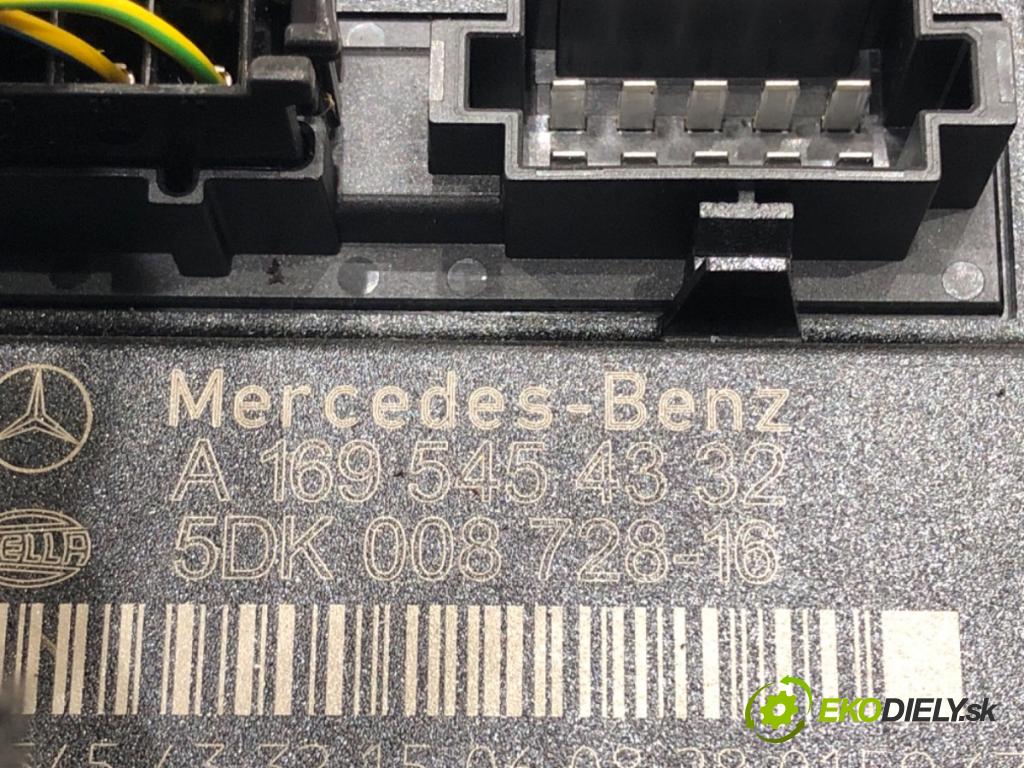 Mercedes-Benz
A 169 545 43 32
HELLA
5DK 008 728-16
EKODIELY.sk